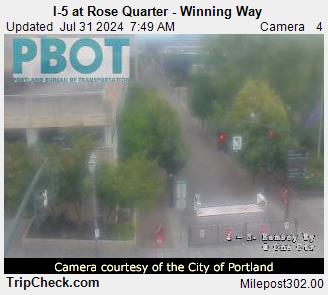 I-5 at Rose Quarter - Winning Way
Updated Jul 31 2024 7:49 AM Camera 4
PBOT
PORTLAND BUREAU OF TRANSPORTATION
Camera courtesy of the City of Portland
TripCheck.com Milepost302.00